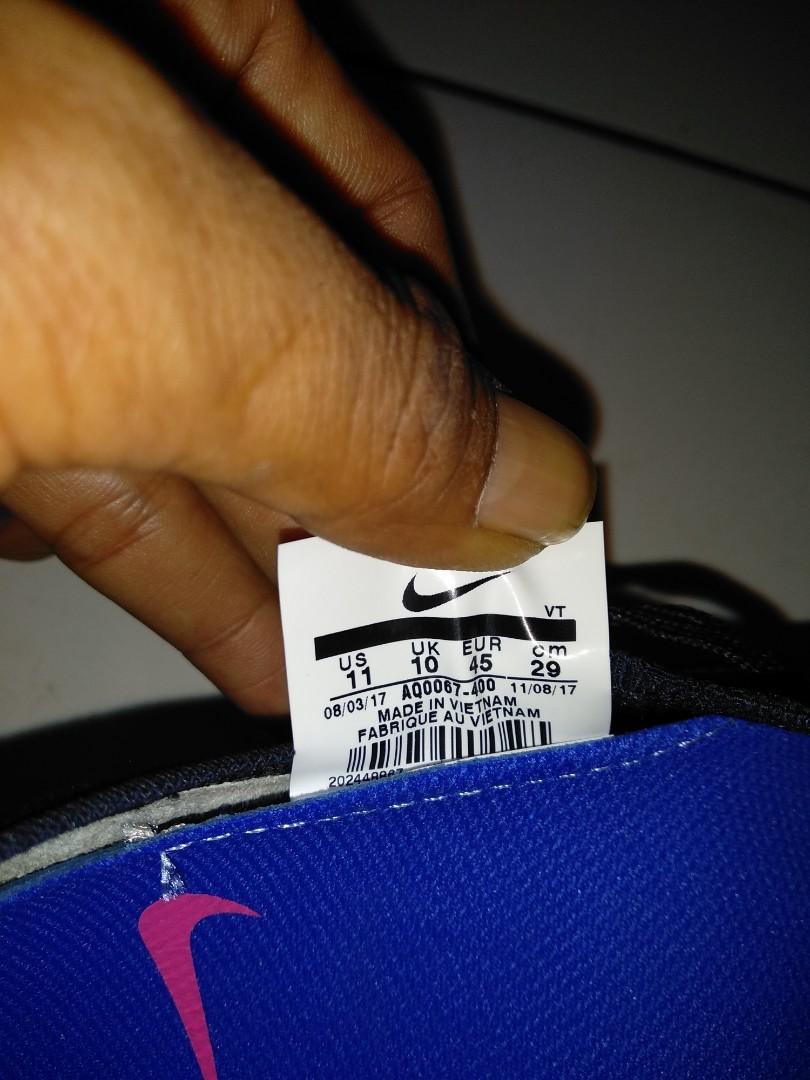 VT
US UK EUR cm
11 10 45 29
08/03/17 AQ0067-400 11/08/17
MADE IN VIETNAM
FABRIQUE AU VIETNAM